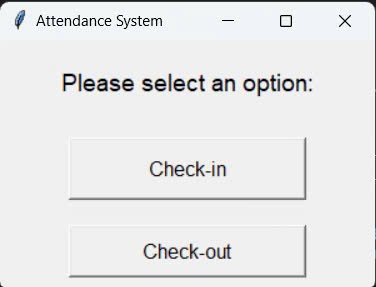 Attendance System
Please select an option:
Check-in
Check-out